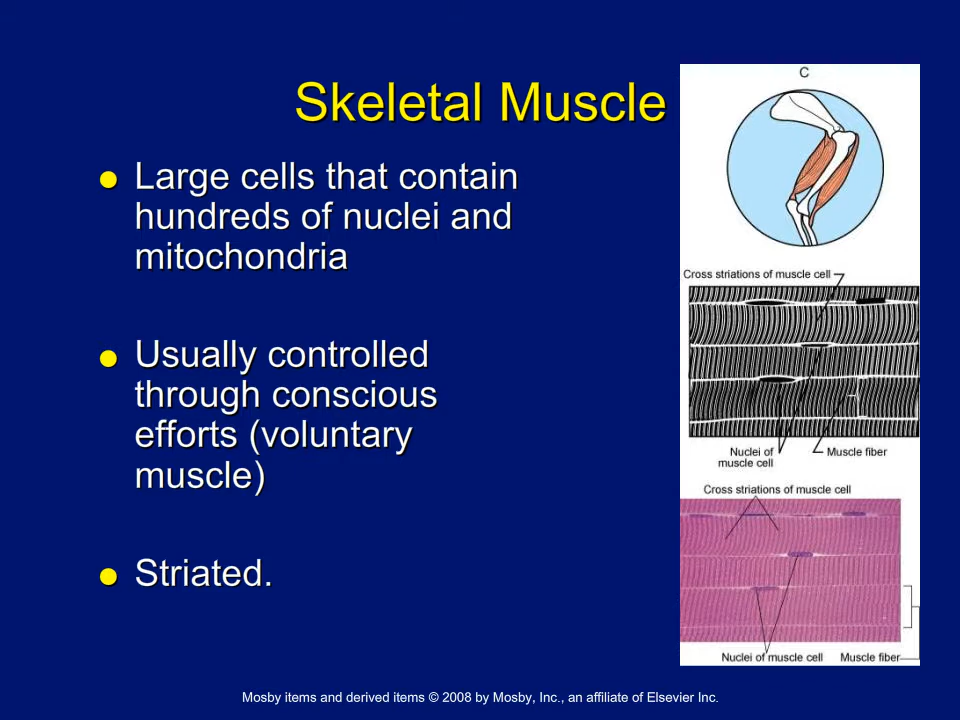 Skeletal Muscle
Large cells that contain
hundreds of nuclei and
mitochondria
Usually controlled
through conscious
efforts (voluntary
muscle)
Striated.
C
Cross striations of muscle cell
Nuclei of
muscle cell
Muscle fiber
Cross striations of muscle cell
Nuclei of muscle cell
Muscle fiber
Mosby items and derived items © 2008 by Mosby, Inc., an affiliate of Elsevier Inc.